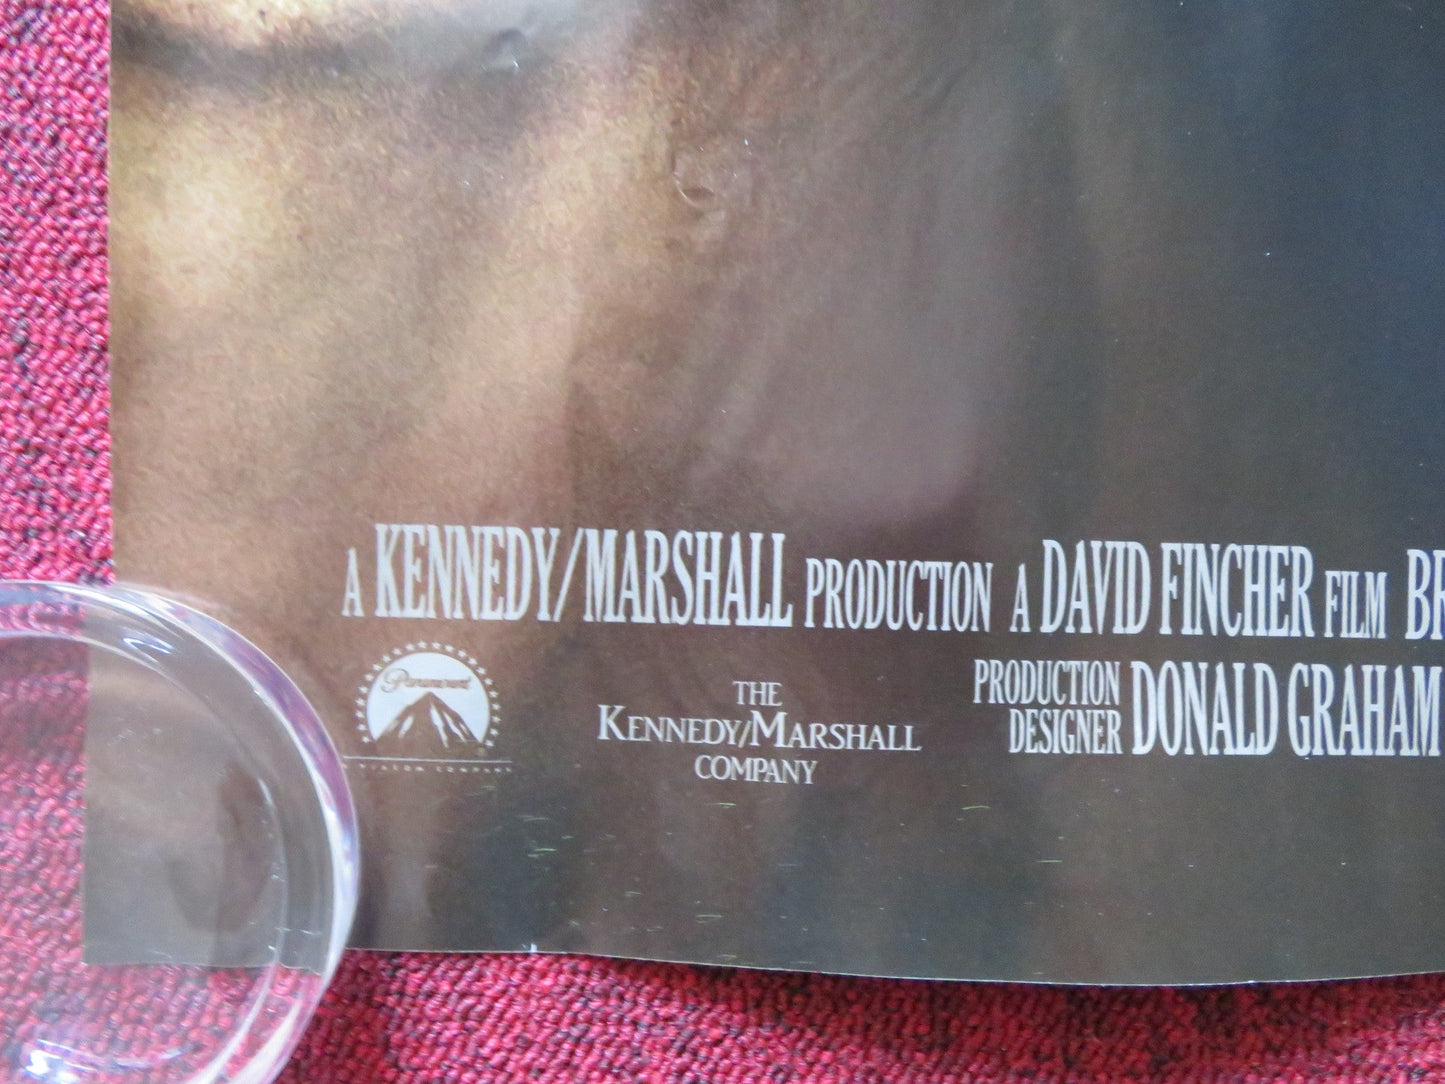 A KENNEDY/MARSHALL PRODUCTION A DAVID FINCHER FILM
PRODUCTION DESIGNER DONALD GRAHAM
Paramount
THE
KENNEDY/MARSHALL
COMPANY